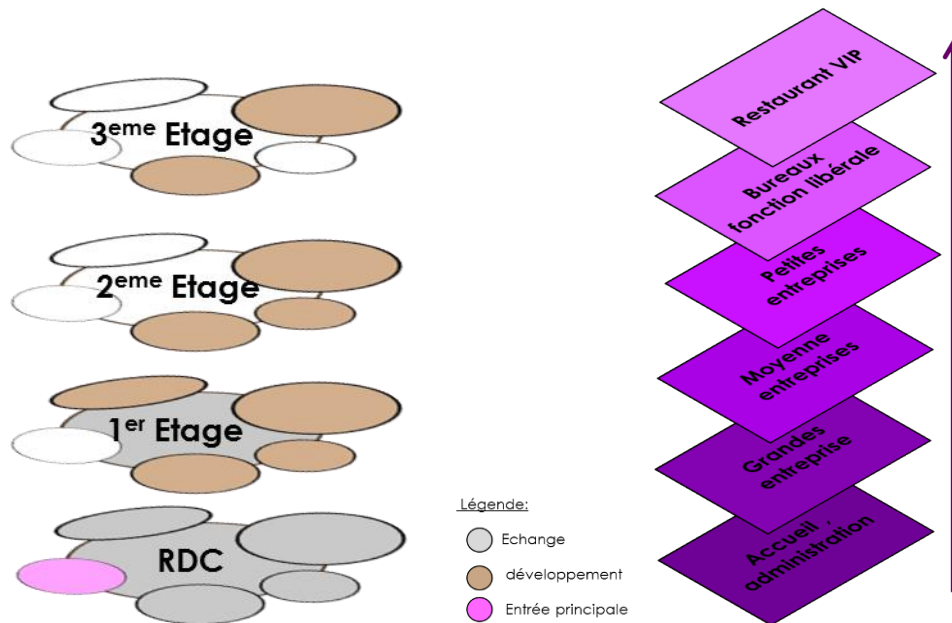 3eme Etage
2eme Etage
1er Etage
RDC
Légende:
Echange
développement
Entrée principale
Restaurant VIP
Bureaux
fonction libérale
Petites
entreprises
Moyenne
entreprises
Grandes
entreprise
Accueil ,
administration